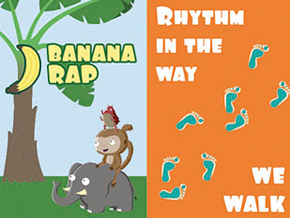 BANANA
RAP
RHYTHM
IN THE
WAY
WE
WALK